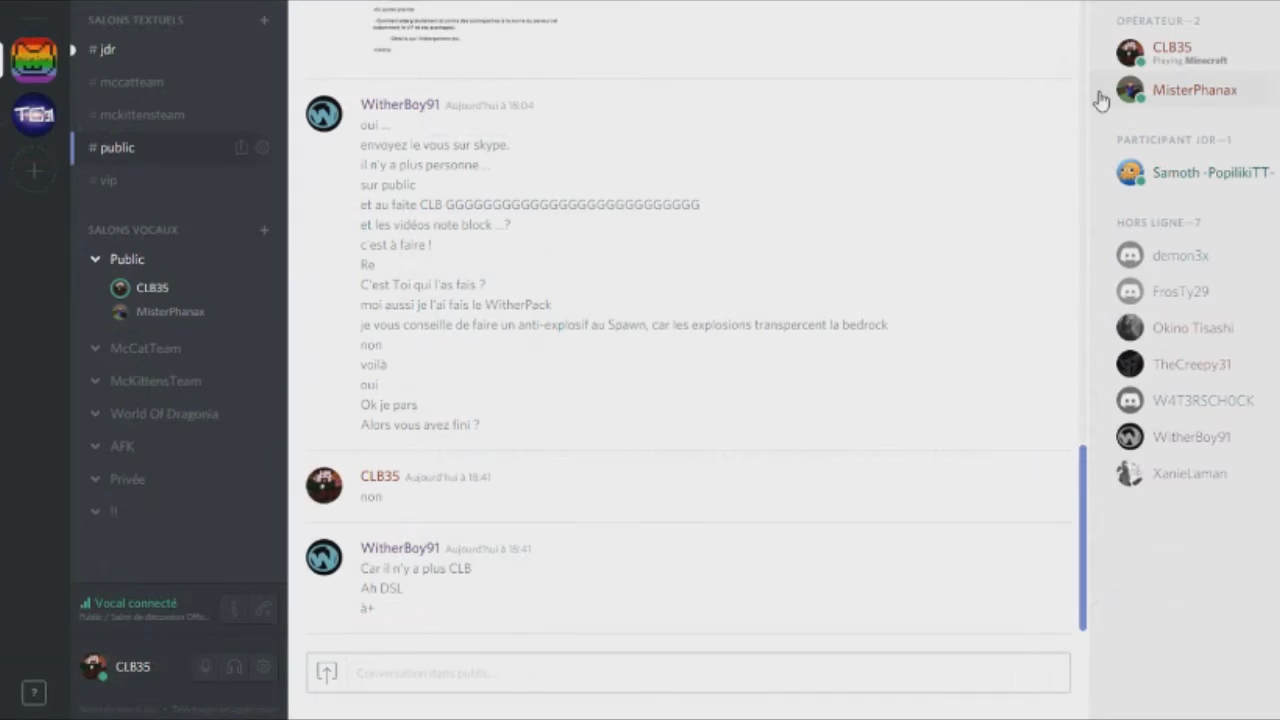 SALONS TEXTUELS +
# jdr
# mccatteam
# mckittensteam
# public
# vip
SALONS VOCAUX +
Public
CLB35
MisterPhanax
McCatTeam
McKittensTeam
World Of Dragonia
AFK
Privée
!!
Vocal connecté
CLB35
?
WitherBoy91 Aujourd'hui à 18:04
oui ...
envoyez le vous sur skype.
il n'y a plus personne ...
sur public
et au faite CLB GGGGGGGGGGGGGGGGGGGGGGGGGGG
et les vidéos note block ...?
c'est à faire !
Re
C'est Toi qui l'as fais ?
moi aussi je l'ai fais le WitherPack
je vous conseille de faire un anti-explosif au Spawn, car les explosions transpercent la bedrock
non
voilà
oui
Ok je pars
Alors vous avez fini ?
CLB35 Aujourd'hui à 18:41
non
WitherBoy91 Aujourd'hui à 18:41
Car il n'y a plus CLB
Ah DSL
à+
Conversation dans public...
OPÉRATEUR—2
CLB35
Playing Minecraft
MisterPhanax
PARTICIPANT JDR—1
Samoth -PopilikiTT-
HORS LIGNE—7
demon3x
FrosTy29
Okino Tisashi
TheCreepy31
W4T3RSCH0CK
WitherBoy91
XanieLaman